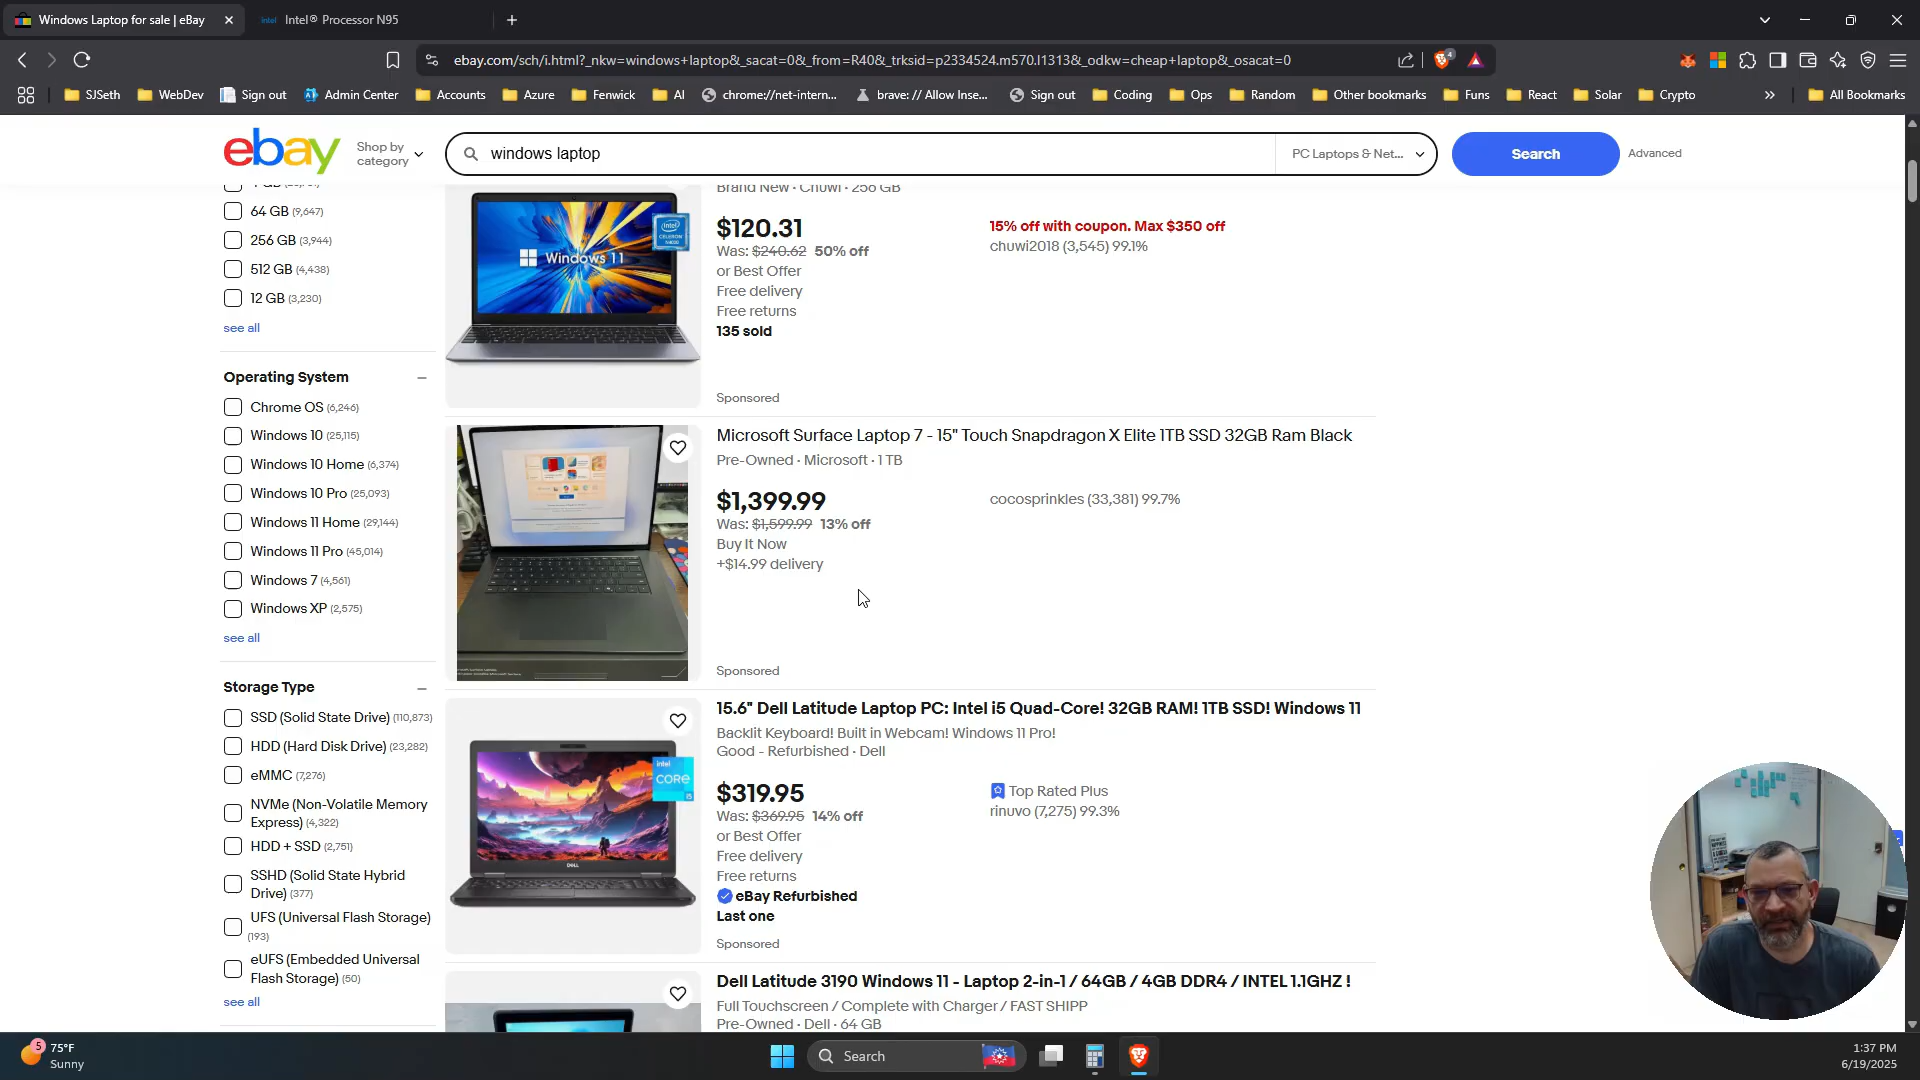 Windows Laptop for sale | eBay
Intel® Processor N95
ebay.com/sch/i.html?_nkw=windows+laptop&_sacat=0&_from=R40&_trksid=p2334524.m570.l1313&_odkw=cheap+laptop&_osacat=0
4
SJSeth
WebDev
Sign out
Admin Center
Accounts
Azure
Fenwick
AI
chrome://net-intern...
brave: // Allow Inse...
Sign out
Coding
Ops
Random
Other bookmarks
Funs
React
Solar
Crypto
All Bookmarks
ebay
Shop by
category
windows laptop
PC Laptops & Net...
Search
Advanced
64 GB (9,647)
256 GB (3,944)
512 GB (4,438)
12 GB (3,230)
see all
Operating System
Chrome OS (6,246)
Windows 10 (25,115)
Windows 10 Home (6,374)
Windows 10 Pro (25,093)
Windows 11 Home (29,144)
Windows 11 Pro (45,014)
Windows 7 (4,561)
Windows XP (2,575)
see all
Storage Type
SSD (Solid State Drive) (110,873)
HDD (Hard Disk Drive) (23,282)
eMMC (7,276)
NVMe (Non-Volatile Memory
Express) (4,322)
HDD + SSD (2,751)
SSHD (Solid State Hybrid
Drive) (377)
UFS (Universal Flash Storage)
(193)
eUFS (Embedded Universal
Flash Storage) (50)
see all
Windows 11
intel
CELERON
Brand New · Chuwi · 256 GB
$120.31
Was: $240.62 50% off
or Best Offer
Free delivery
Free returns
135 sold
15% off with coupon. Max $350 off
chuwi2018 (3,545) 99.1%
Sponsored
Microsoft Surface Laptop 7 - 15" Touch Snapdragon X Elite 1TB SSD 32GB Ram Black
Pre-Owned · Microsoft · 1 TB
$1,399.99
Was: $1,599.99 13% off
Buy It Now
+$14.99 delivery
cocosprinkles (33,381) 99.7%
Sponsored
intel
CORE
i5
DELL
15.6" Dell Latitude Laptop PC: Intel i5 Quad-Core! 32GB RAM! 1TB SSD! Windows 11
Backlit Keyboard! Built in Webcam! Windows 11 Pro!
Good - Refurbished · Dell
$319.95
Was: $369.95 14% off
or Best Offer
Free delivery
Free returns
eBay Refurbished
Last one
Top Rated Plus
rinuvo (7,275) 99.3%
Sponsored
Dell Latitude 3190 Windows 11 - Laptop 2-in-1 / 64GB / 4GB DDR4 / INTEL 1.1GHZ !
Full Touchscreen / Complete with Charger / FAST SHIPP
Pre-Owned · Dell · 64 GB
5
75°F
Sunny
Search
1:37 PM
6/19/2025